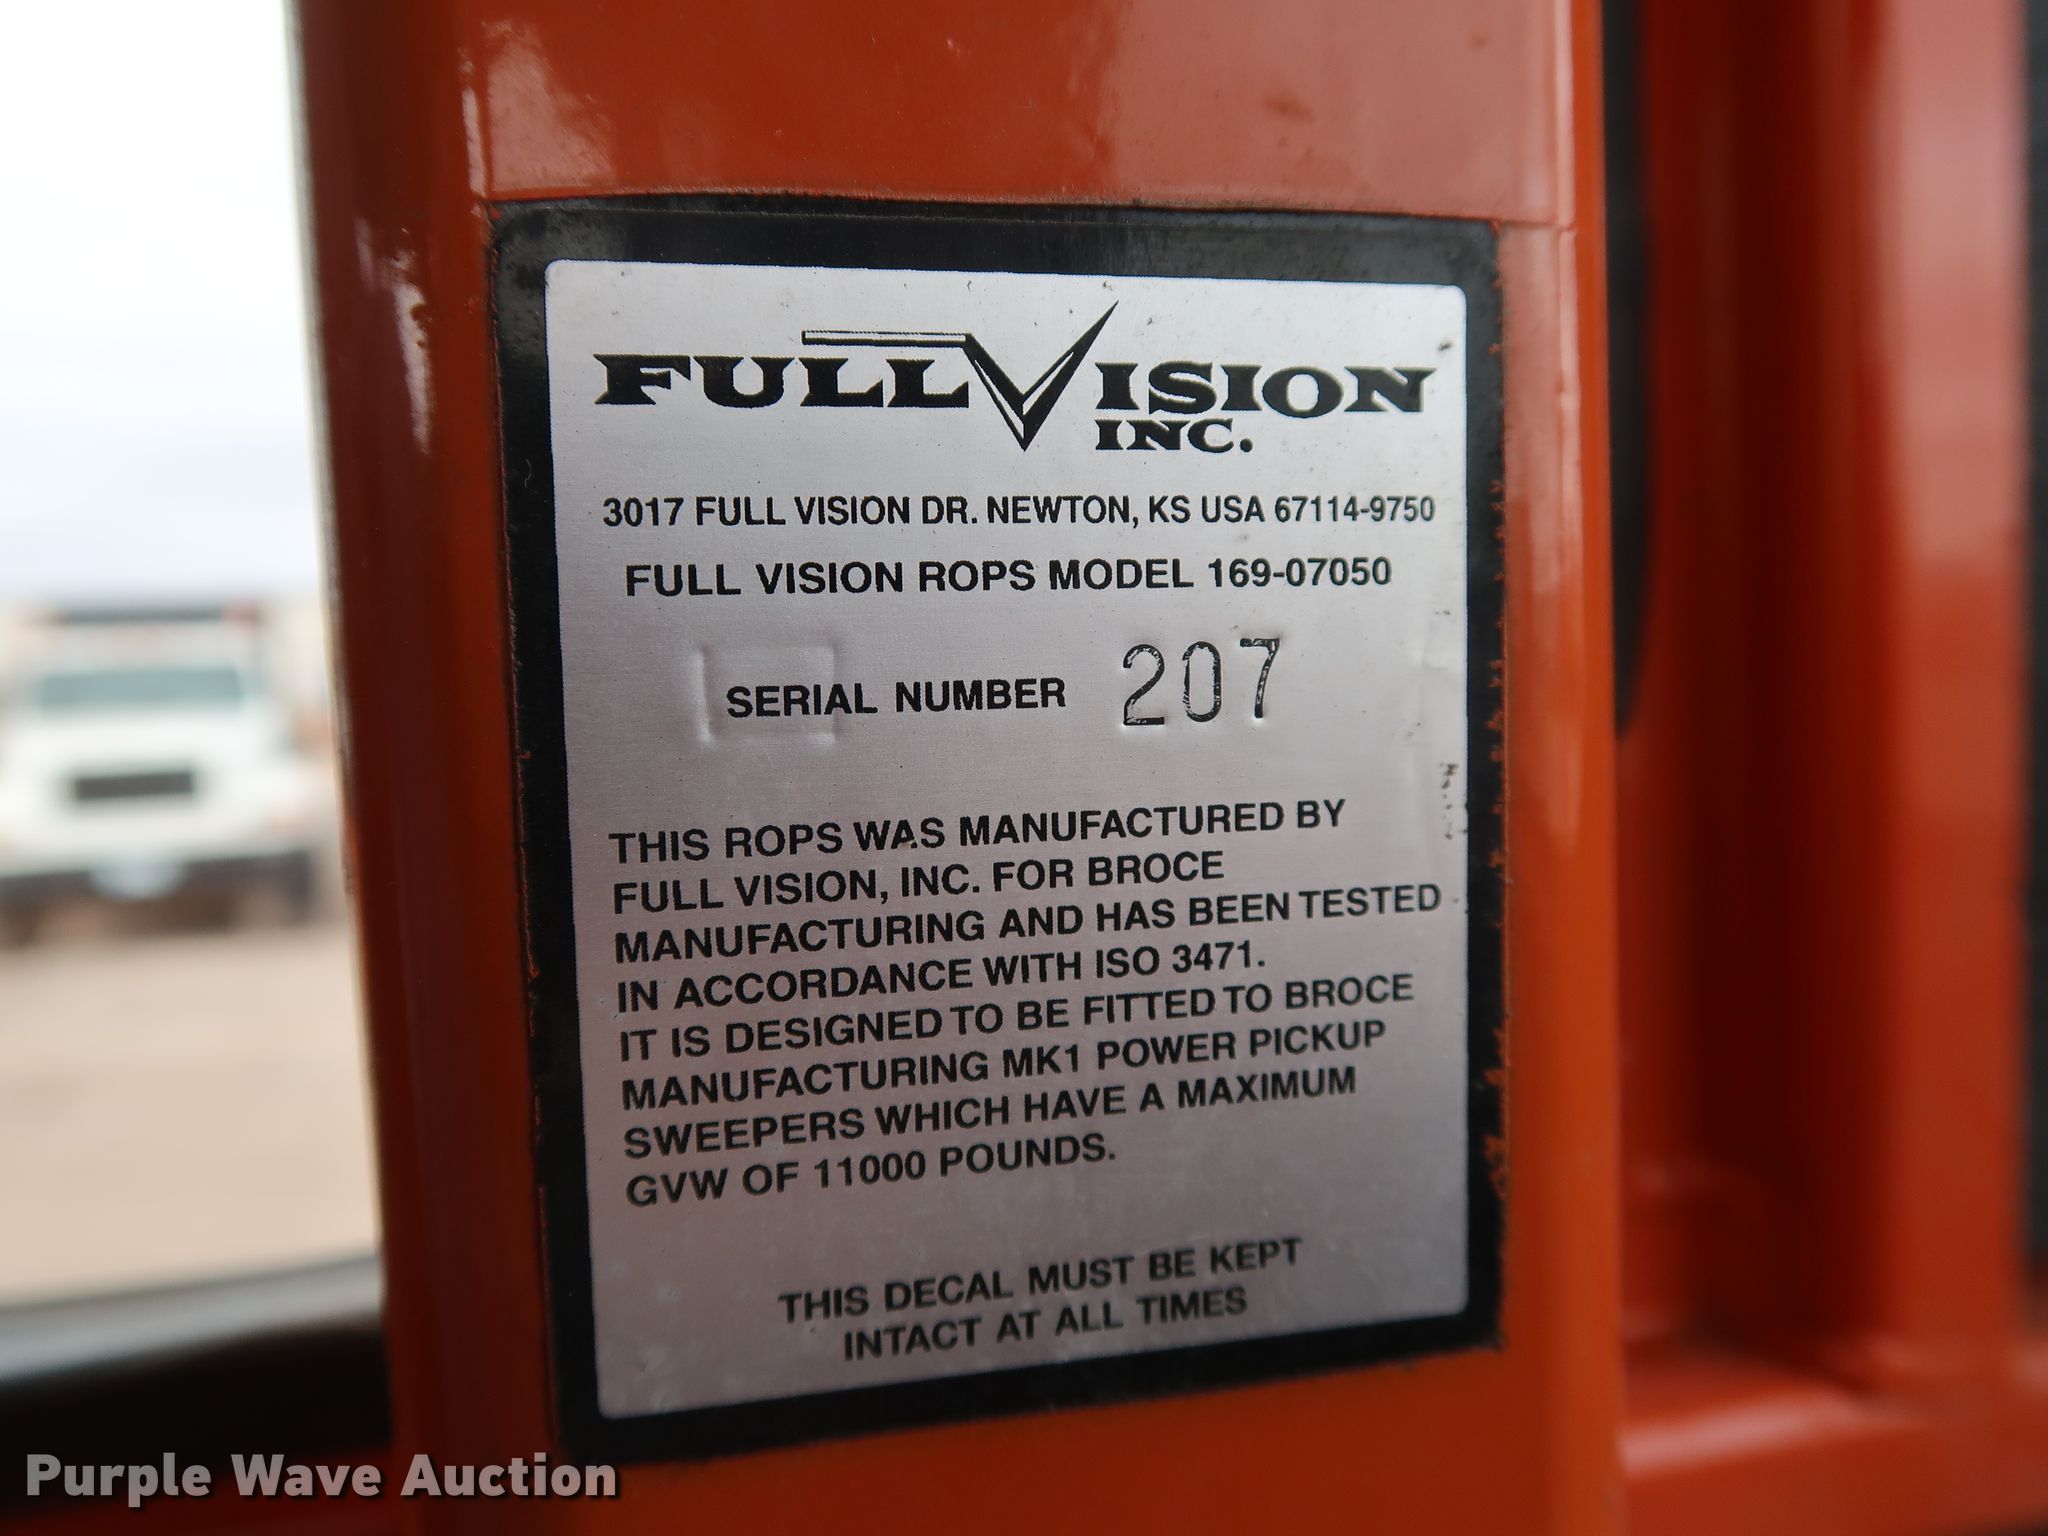 FULL VISION
INC.
3017 FULL VISION DR. NEWTON, KS USA 67114-9750
FULL VISION ROPS MODEL 169-07050
SERIAL NUMBER 207
THIS ROPS WAS MANUFACTURED BY
FULL VISION, INC. FOR BROCE
MANUFACTURING AND HAS BEEN TESTED
IN ACCORDANCE WITH ISO 3471.
IT IS DESIGNED TO BE FITTED TO BROCE
MANUFACTURING MK1 POWER PICKUP
SWEEPERS WHICH HAVE A MAXIMUM
GVW OF 11000 POUNDS.
THIS DECAL MUST BE KEPT
INTACT AT ALL TIMES
Purple Wave Auction